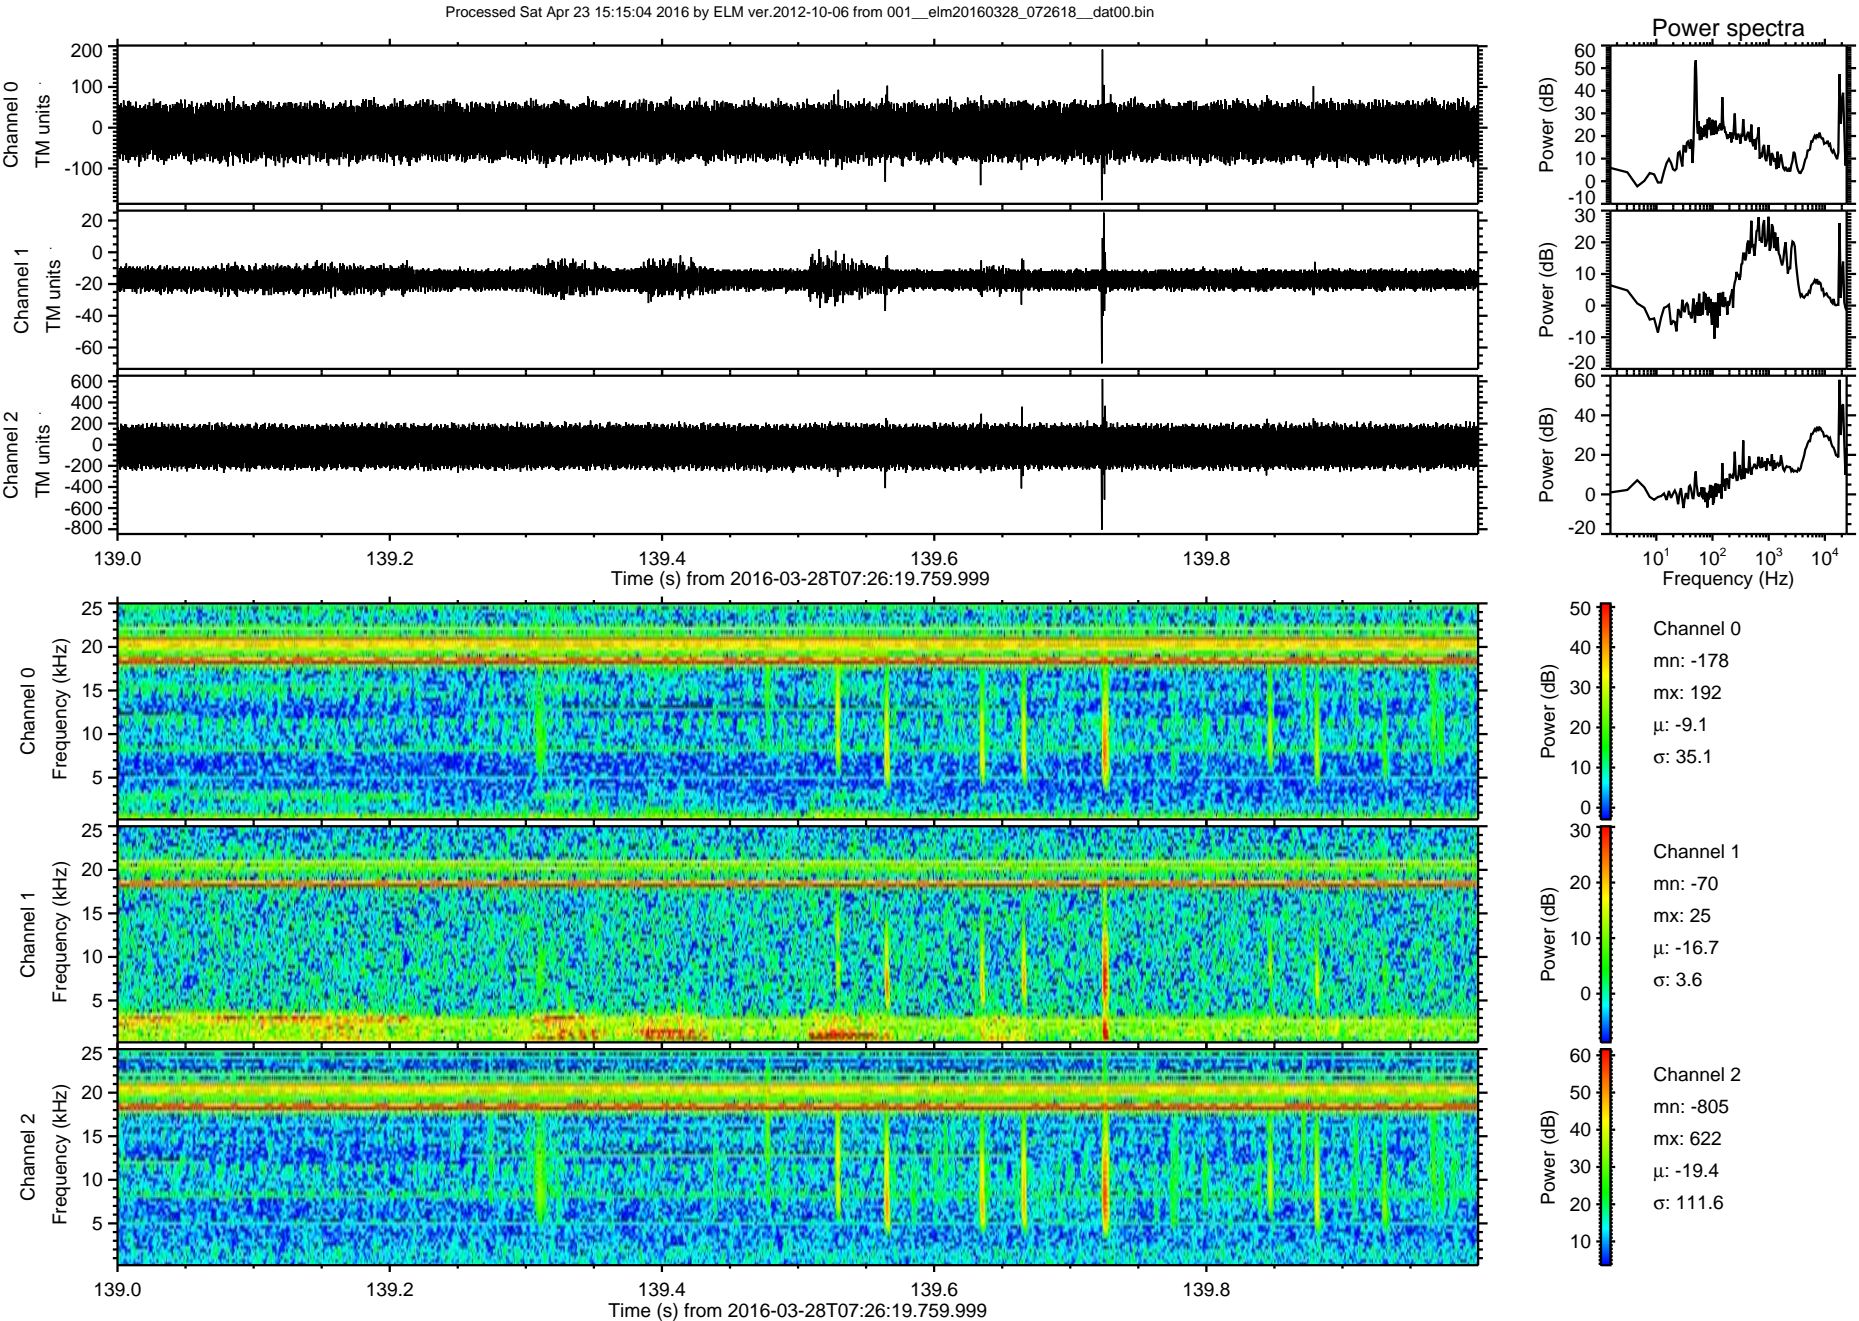 Processed Sat Apr 23 15:15:04 2016 by ELM ver.2012-10-06 from 001__elm20160328_072618__dat00.bin
Power spectra
Channel 0
TM units
200
100
0
-100
Power (dB)
60
50
40
30
20
10
0
-10
Channel 1
TM units
20
0
-20
-40
-60
Power (dB)
30
20
10
0
-10
-20
Channel 2
TM units
600
400
200
0
-200
-400
-600
-800
Power (dB)
60
40
20
0
-20
139.0 139.2 139.4 139.6 139.8
Time (s) from 2016-03-28T07:26:19.759.999
10¹ 10² 10³ 10⁴
Frequency (Hz)
Channel 0
Frequency (kHz)
25
20
15
10
5
Power (dB)
50
40
30
20
10
0
Channel 0
mn: -178
mx: 192
μ: -9.1
σ: 35.1
Channel 1
Frequency (kHz)
25
20
15
10
5
Power (dB)
30
20
10
0
Channel 1
mn: -70
mx: 25
μ: -16.7
σ: 3.6
Channel 2
Frequency (kHz)
25
20
15
10
5
Power (dB)
60
50
40
30
20
10
Channel 2
mn: -805
mx: 622
μ: -19.4
σ: 111.6
139.0 139.2 139.4 139.6 139.8
Time (s) from 2016-03-28T07:26:19.759.999